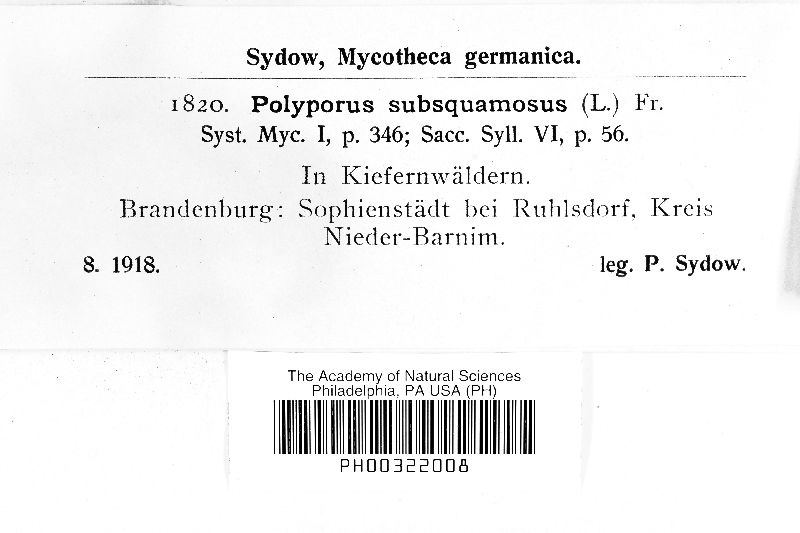 Sydow, Mycotheca germanica.
1820. Polyporus subsquamosus (L.) Fr.
Syst. Myc. I, p. 346; Sacc. Syll. VI, p. 56.
In Kiefernwäldern.
Brandenburg: Sophienstädt bei Ruhlsdorf, Kreis
Nieder-Barnim.
8. 1918. leg. P. Sydow.
The Academy of Natural Sciences
Philadelphia, PA USA (PH)
PH00322008